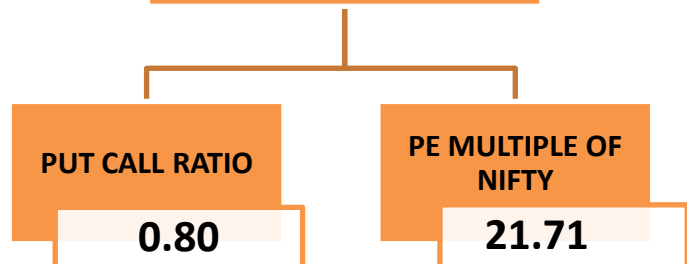 PUT CALL RATIO
0.80
PE MULTIPLE OF
NIFTY
21.71